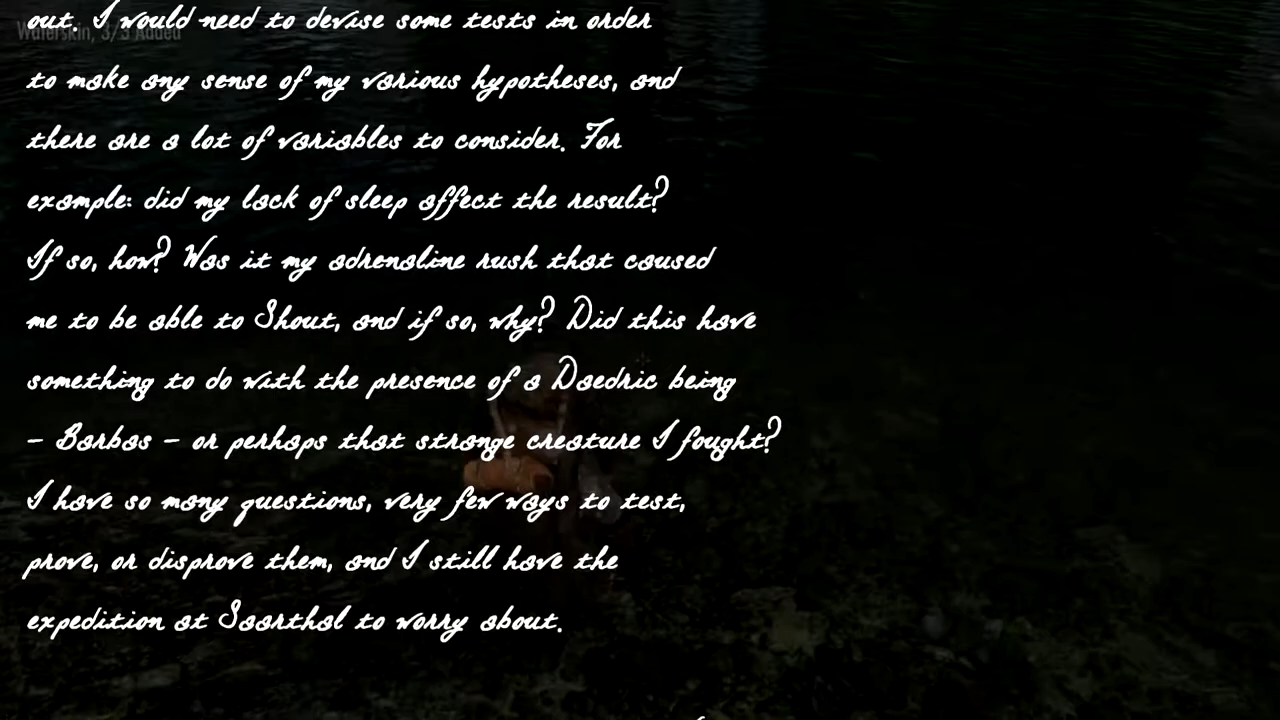 out. I would need to devise some tests in order
Waterskin, 3/3 Added
to make any sense of my various hypotheses, and
there are a lot of variables to consider. For
example: did my lack of sleep affect the result?
If so, how? Was it my adrenaline rush that caused
me to be able to Shout, and if so, why? Did this have
something to do with the presence of a Daedric being
- Barbas - or perhaps that strange creature I fought?
I have so many questions, very few ways to test,
prove, or disprove them, and I still have the
expedition at Saarthal to worry about.